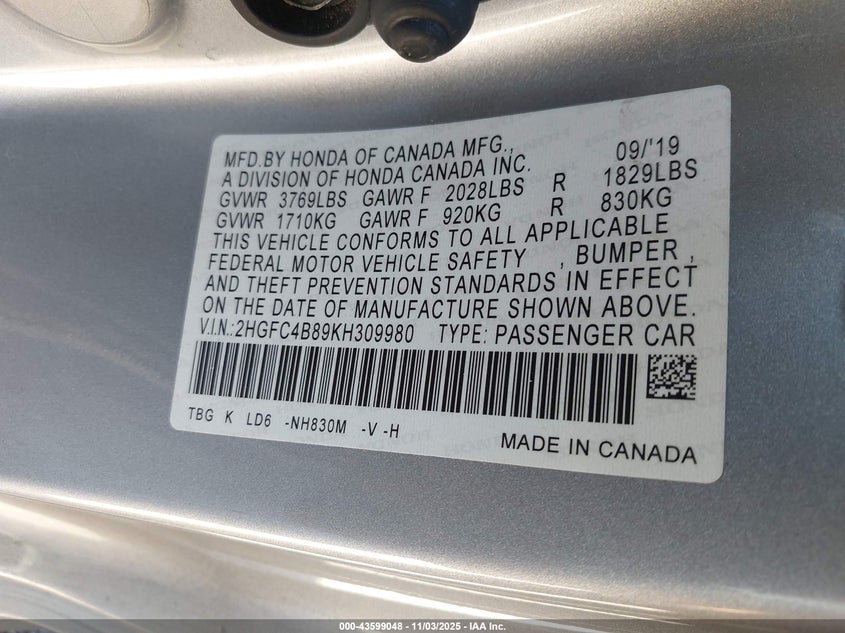 MFD.BY HONDA OF CANADA MFG., 09/'19
A DIVISION OF HONDA CANADA INC.
GVWR 3769LBS GAWR F 2028LBS R 1829LBS
GVWR 1710KG GAWR F 920KG R 830KG
THIS VEHICLE CONFORMS TO ALL APPLICABLE
FEDERAL MOTOR VEHICLE SAFETY , BUMPER ,
AND THEFT PREVENTION STANDARDS IN EFFECT
ON THE DATE OF MANUFACTURE SHOWN ABOVE.
V.I.N.:2HGFC4B89KH309980 TYPE: PASSENGER CAR
TBG K LD6 -NH830M -V -H
MADE IN CANADA
000-43599048 - 11/03/2025 - IAA Inc.